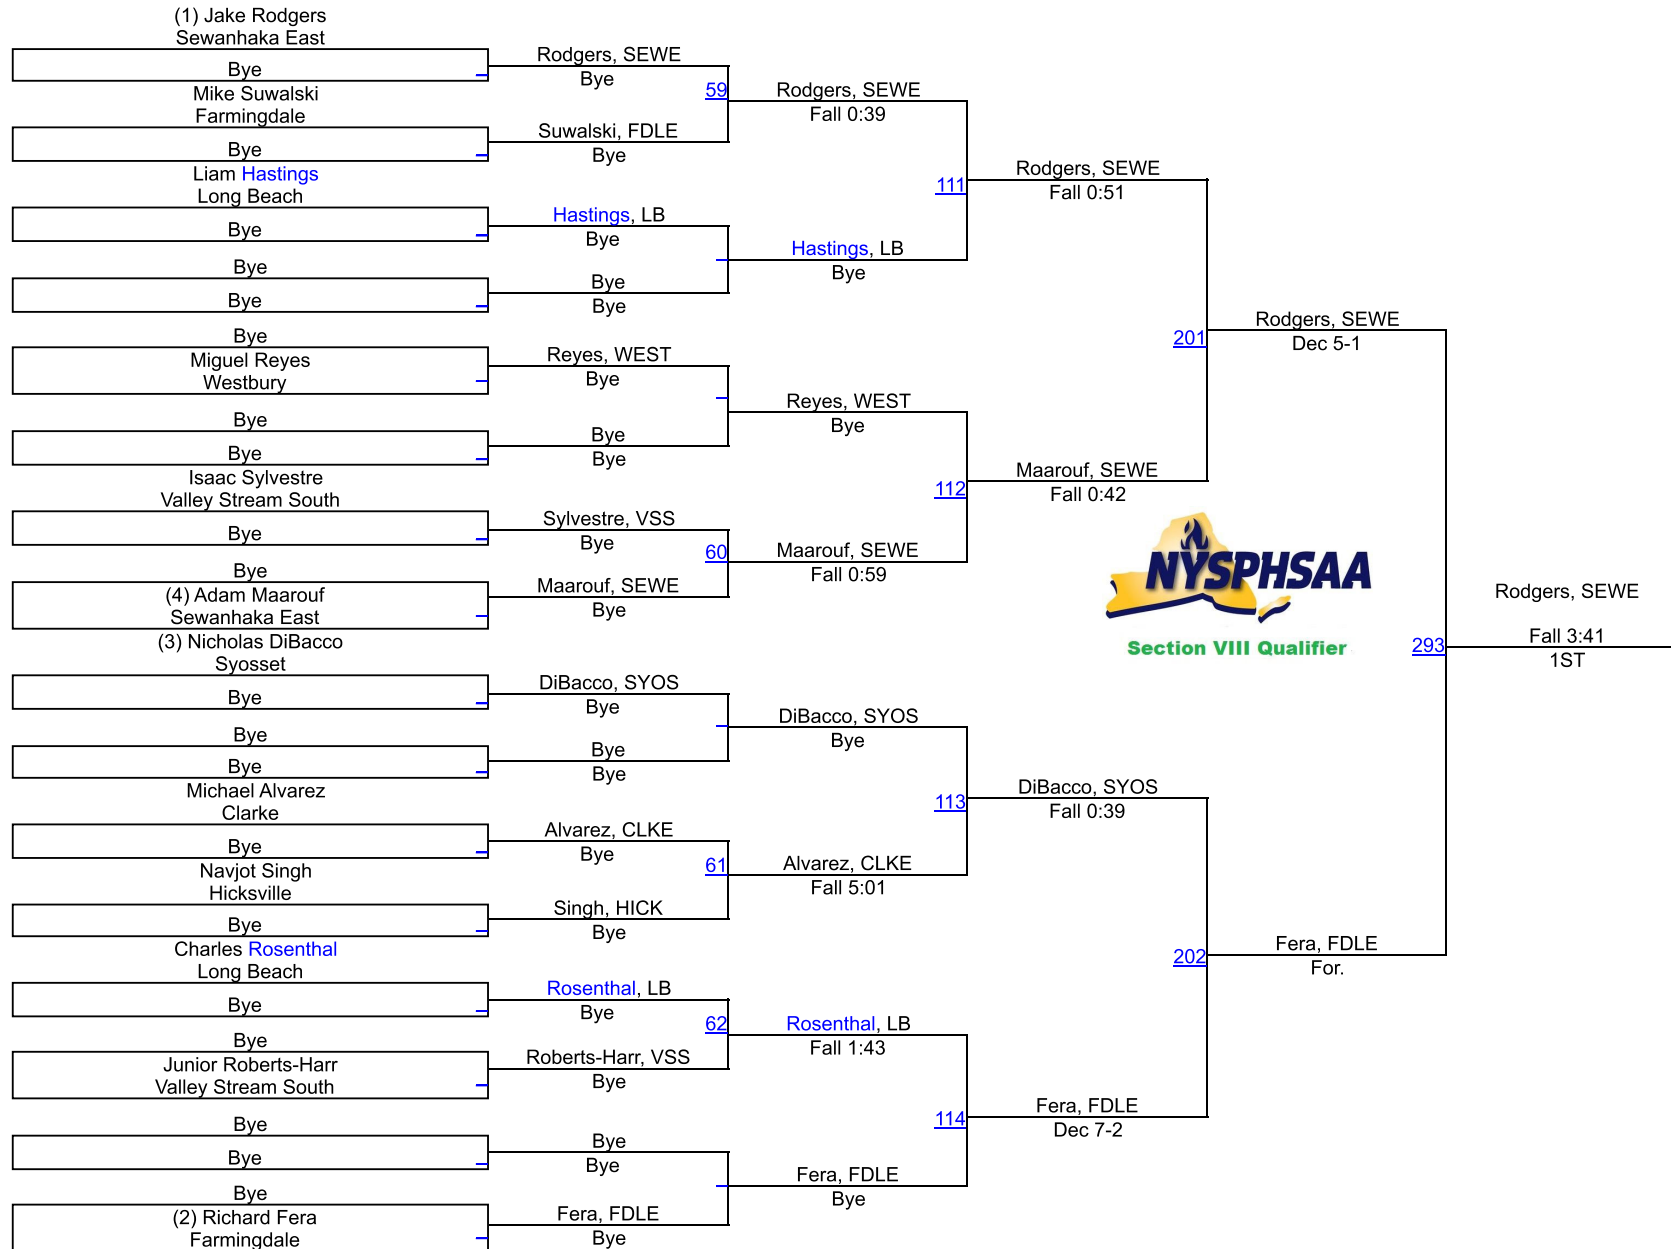 (1) Jake Rodgers
Sewanhaka East
Bye
Mike Suwalski
Farmingdale
Bye
Liam Hastings
Long Beach
Bye
Bye
Bye
Bye
Miguel Reyes
Westbury
Bye
Bye
Isaac Sylvestre
Valley Stream South
Bye
Bye
(4) Adam Maarouf
Sewanhaka East
(3) Nicholas DiBacco
Syosset
Bye
Bye
Bye
Michael Alvarez
Clarke
Bye
Navjot Singh
Hicksville
Bye
Charles Rosenthal
Long Beach
Bye
Bye
Junior Roberts-Harr
Valley Stream South
Bye
Bye
Bye
(2) Richard Fera
Farmingdale
Rodgers, SEWE
Bye
59
Suwalski, FDLE
Bye
Hastings, LB
Bye
Bye
Bye
Reyes, WEST
Bye
Bye
Bye
Sylvestre, VSS
Bye
60
Maarouf, SEWE
Bye
DiBacco, SYOS
Bye
Bye
Bye
Alvarez, CLKE
Bye
61
Singh, HICK
Bye
Rosenthal, LB
Bye
62
Roberts-Harr, VSS
Bye
Bye
Bye
Fera, FDLE
Bye
Rodgers, SEWE
Fall 0:39
111
Hastings, LB
Bye
Reyes, WEST
Bye
112
Maarouf, SEWE
Fall 0:59
DiBacco, SYOS
Bye
113
Alvarez, CLKE
Fall 5:01
Rosenthal, LB
Fall 1:43
114
Fera, FDLE
Bye
Rodgers, SEWE
Fall 0:51
201
Maarouf, SEWE
Fall 0:42
DiBacco, SYOS
Fall 0:39
202
Fera, FDLE
Dec 7-2
Rodgers, SEWE
Dec 5-1
NYSPHSAA
Section VIII Qualifier
293
Fera, FDLE
For.
Rodgers, SEWE
Fall 3:41
1ST